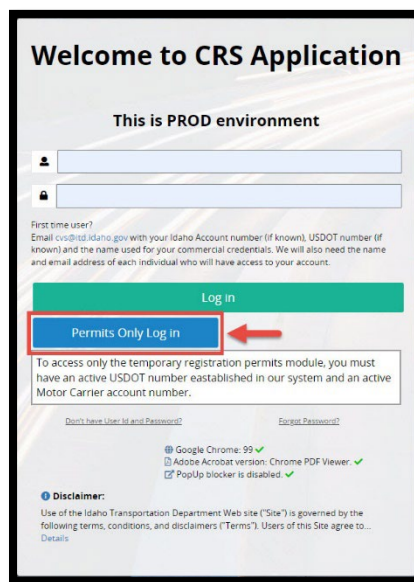 Welcome to CRS Application
This is PROD environment
First time user?
Email cvs@itd.idaho.gov with your Idaho Account number (if known), USDOT number (if
known) and the name used for your commercial credentials. We will also need the name
and email address of each individual who will have access to your account.
Log in
Permits Only Log in
To access only the temporary registration permits module, you must
have an active USDOT number eastablished in our system and an active
Motor Carrier account number.
Don't have User Id and Password? Forgot Password?
Google Chrome: 99 ✔
Adobe Acrobat version: Chrome PDF Viewer. ✔
PopUp blocker is disabled. ✔
Disclaimer:
Use of the Idaho Transportation Department Web site ("Site") is governed by the
following terms, conditions, and disclaimers ("Terms"). Users of this Site agree to...
Details